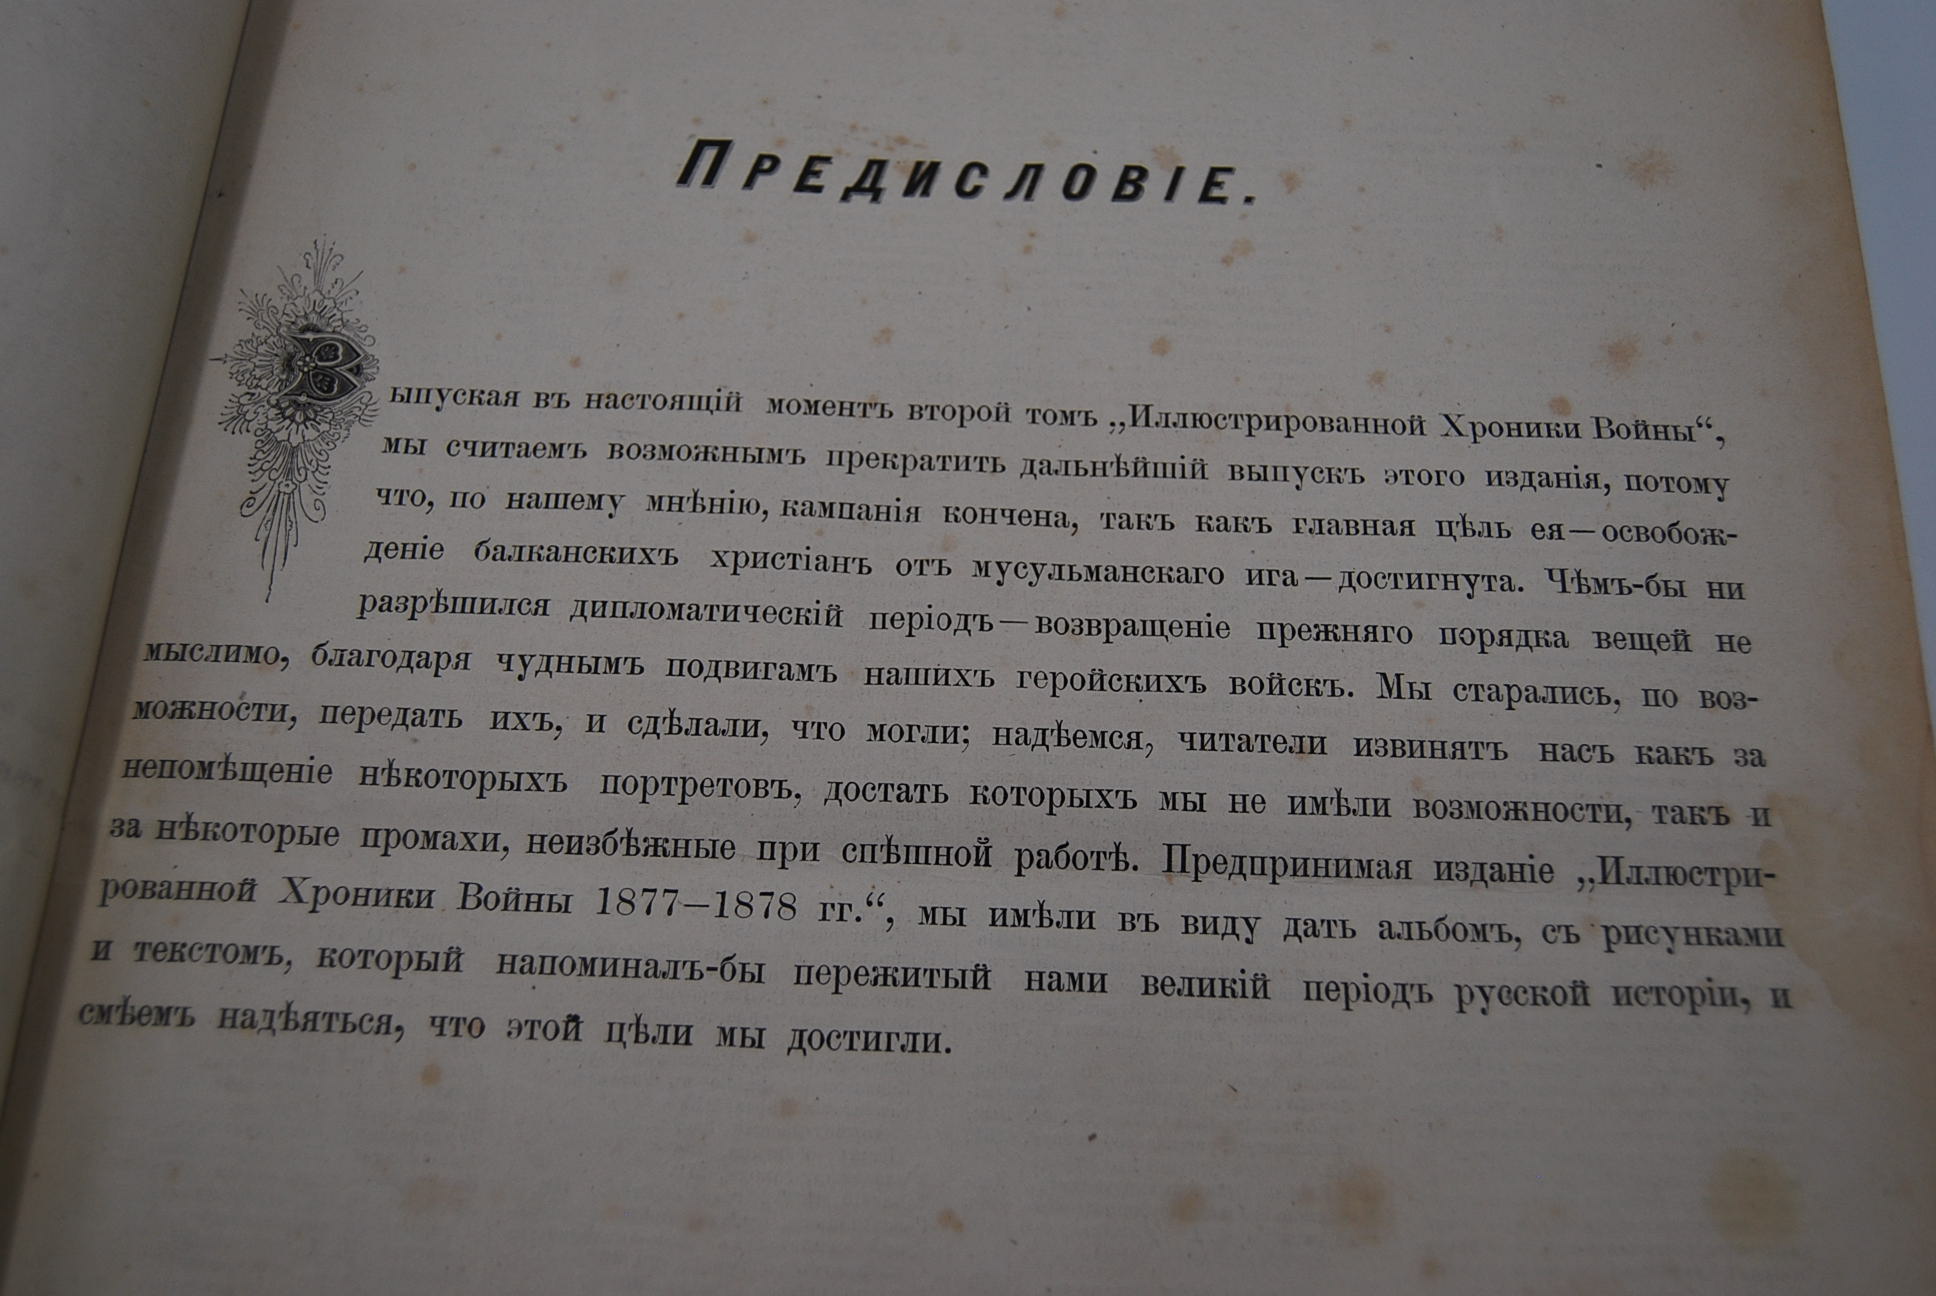 ПРЕДИСЛОВІЕ.
Выпуская въ настоящій моментъ второй томъ „Иллюстрированной Хроники Войны“,
мы считаемъ возможнымъ прекратить дальнѣйшій выпускъ этого изданія, потому
что, по нашему мнѣнію, кампанія кончена, такъ какъ главная цѣль ея—освобож-
деніе балканскихъ христіанъ отъ мусульманскаго ига—достигнута. Чѣмъ-бы ни
разрѣшился дипломатическій періодъ—возвращеніе прежняго порядка вещей не
мыслимо, благодаря чуднымъ подвигамъ нашихъ геройскихъ войскъ. Мы старались, по воз-
можности, передать ихъ, и сдѣлали, что могли; надѣемся, читатели извинятъ насъ какъ за
непомѣщеніе нѣкоторыхъ портретовъ, достать которыхъ мы не имѣли возможности, такъ и
за нѣкоторые промахи, неизбѣжные при спѣшной работѣ. Предпринимая изданіе „Иллюстри-
рованной Хроники Войны 1877—1878 гг.“, мы имѣли въ виду дать альбомъ, съ рисунками
и текстомъ, который напоминалъ-бы пережитый нами великій періодъ русской исторіи, и
смѣемъ надѣяться, что этой цѣли мы достигли.